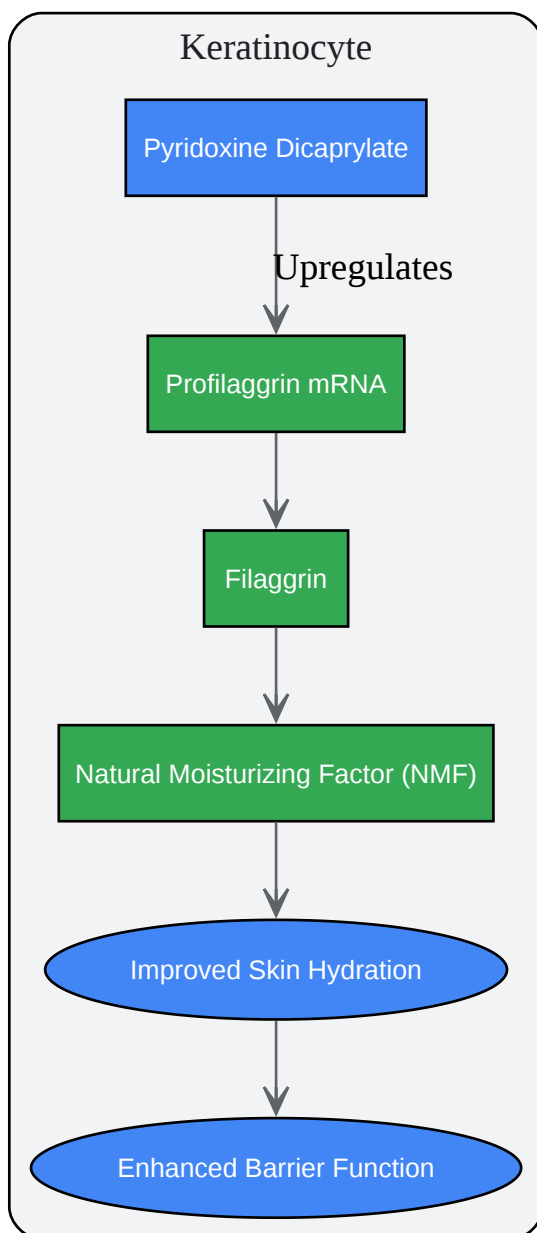 Keratinocyte
Pyridoxine Dicaprylate
Upregulates
Profilaggrin mRNA
Filaggrin
Natural Moisturizing Factor (NMF)
Improved Skin Hydration
Enhanced Barrier Function